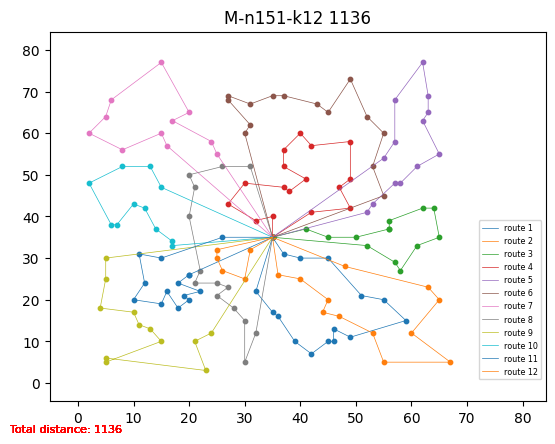 M-n151-k12 1136
80
70
60
50
40
30
20
10
0
route 1
route 2
route 3
route 4
route 5
route 6
route 7
route 8
route 9
route 10
route 11
route 12
0 10 20 30 40 50 60 70 80
Total distance: 1136